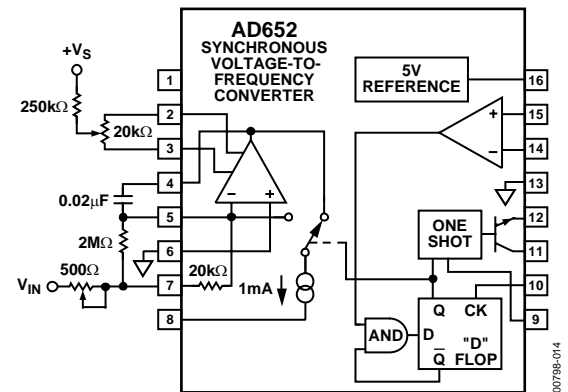 AD652
SYNCHRONOUS
VOLTAGE-TO-
FREQUENCY
CONVERTER
5V
REFERENCE
+VS
250kΩ
20kΩ
0.02µF
2MΩ
500Ω
VIN
1
2
3
4
5
6
7
8
–
+
20kΩ
1mA
16
15
14
13
12
11
10
9
+
–
ONE
SHOT
AND
Q CK
D "D"
Q̅ FLOP
00798-014